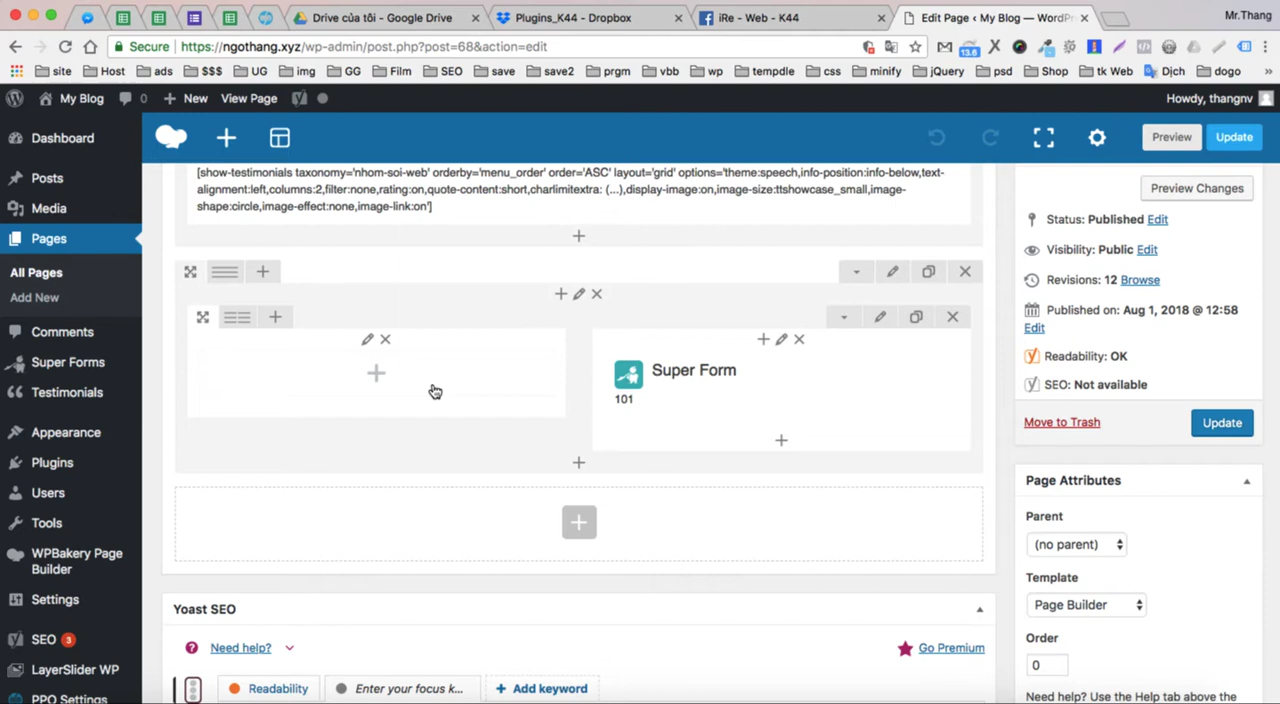 Drive của tôi - Google Drive
Plugins_K44 - Dropbox
iRe - Web - K44
Edit Page ‹ My Blog — WordPr
Mr.Thang
Secure
https://ngothang.xyz/wp-admin/post.php?post=68&action=edit
13.6
site
Host
ads
$$$
UG
img
GG
Film
SEO
save
save2
prgm
vbb
wp
tempdle
css
minify
jQuery
psd
Shop
tk Web
Dịch
dogo
»
My Blog
0
New
View Page
Howdy, thangnv
Dashboard
Posts
Media
Pages
All Pages
Add New
Comments
Super Forms
Testimonials
Appearance
Plugins
Users
Tools
WPBakery Page
Builder
Settings
SEO 3
LayerSlider WP
PPO Settings
Preview
Update
[show-testimonials taxonomy='nhom-soi-web' orderby='menu_order' order='ASC' layout='grid' options='theme:speech,info-position:info-below,text-
alignment:left,columns:2,filter:none,rating:on,quote-content:short,charlimitextra: (...),display-image:on,image-size:ttshowcase_small,image-
shape:circle,image-effect:none,image-link:on']
Super Form
101
Yoast SEO
Need help?
Go Premium
Readability
Enter your focus k...
Add keyword
Preview Changes
Status: Published Edit
Visibility: Public Edit
Revisions: 12 Browse
Published on: Aug 1, 2018 @ 12:58
Edit
Readability: OK
SEO: Not available
Move to Trash
Update
Page Attributes
Parent
(no parent)
Template
Page Builder
Order
0
Need help? Use the Help tab above the